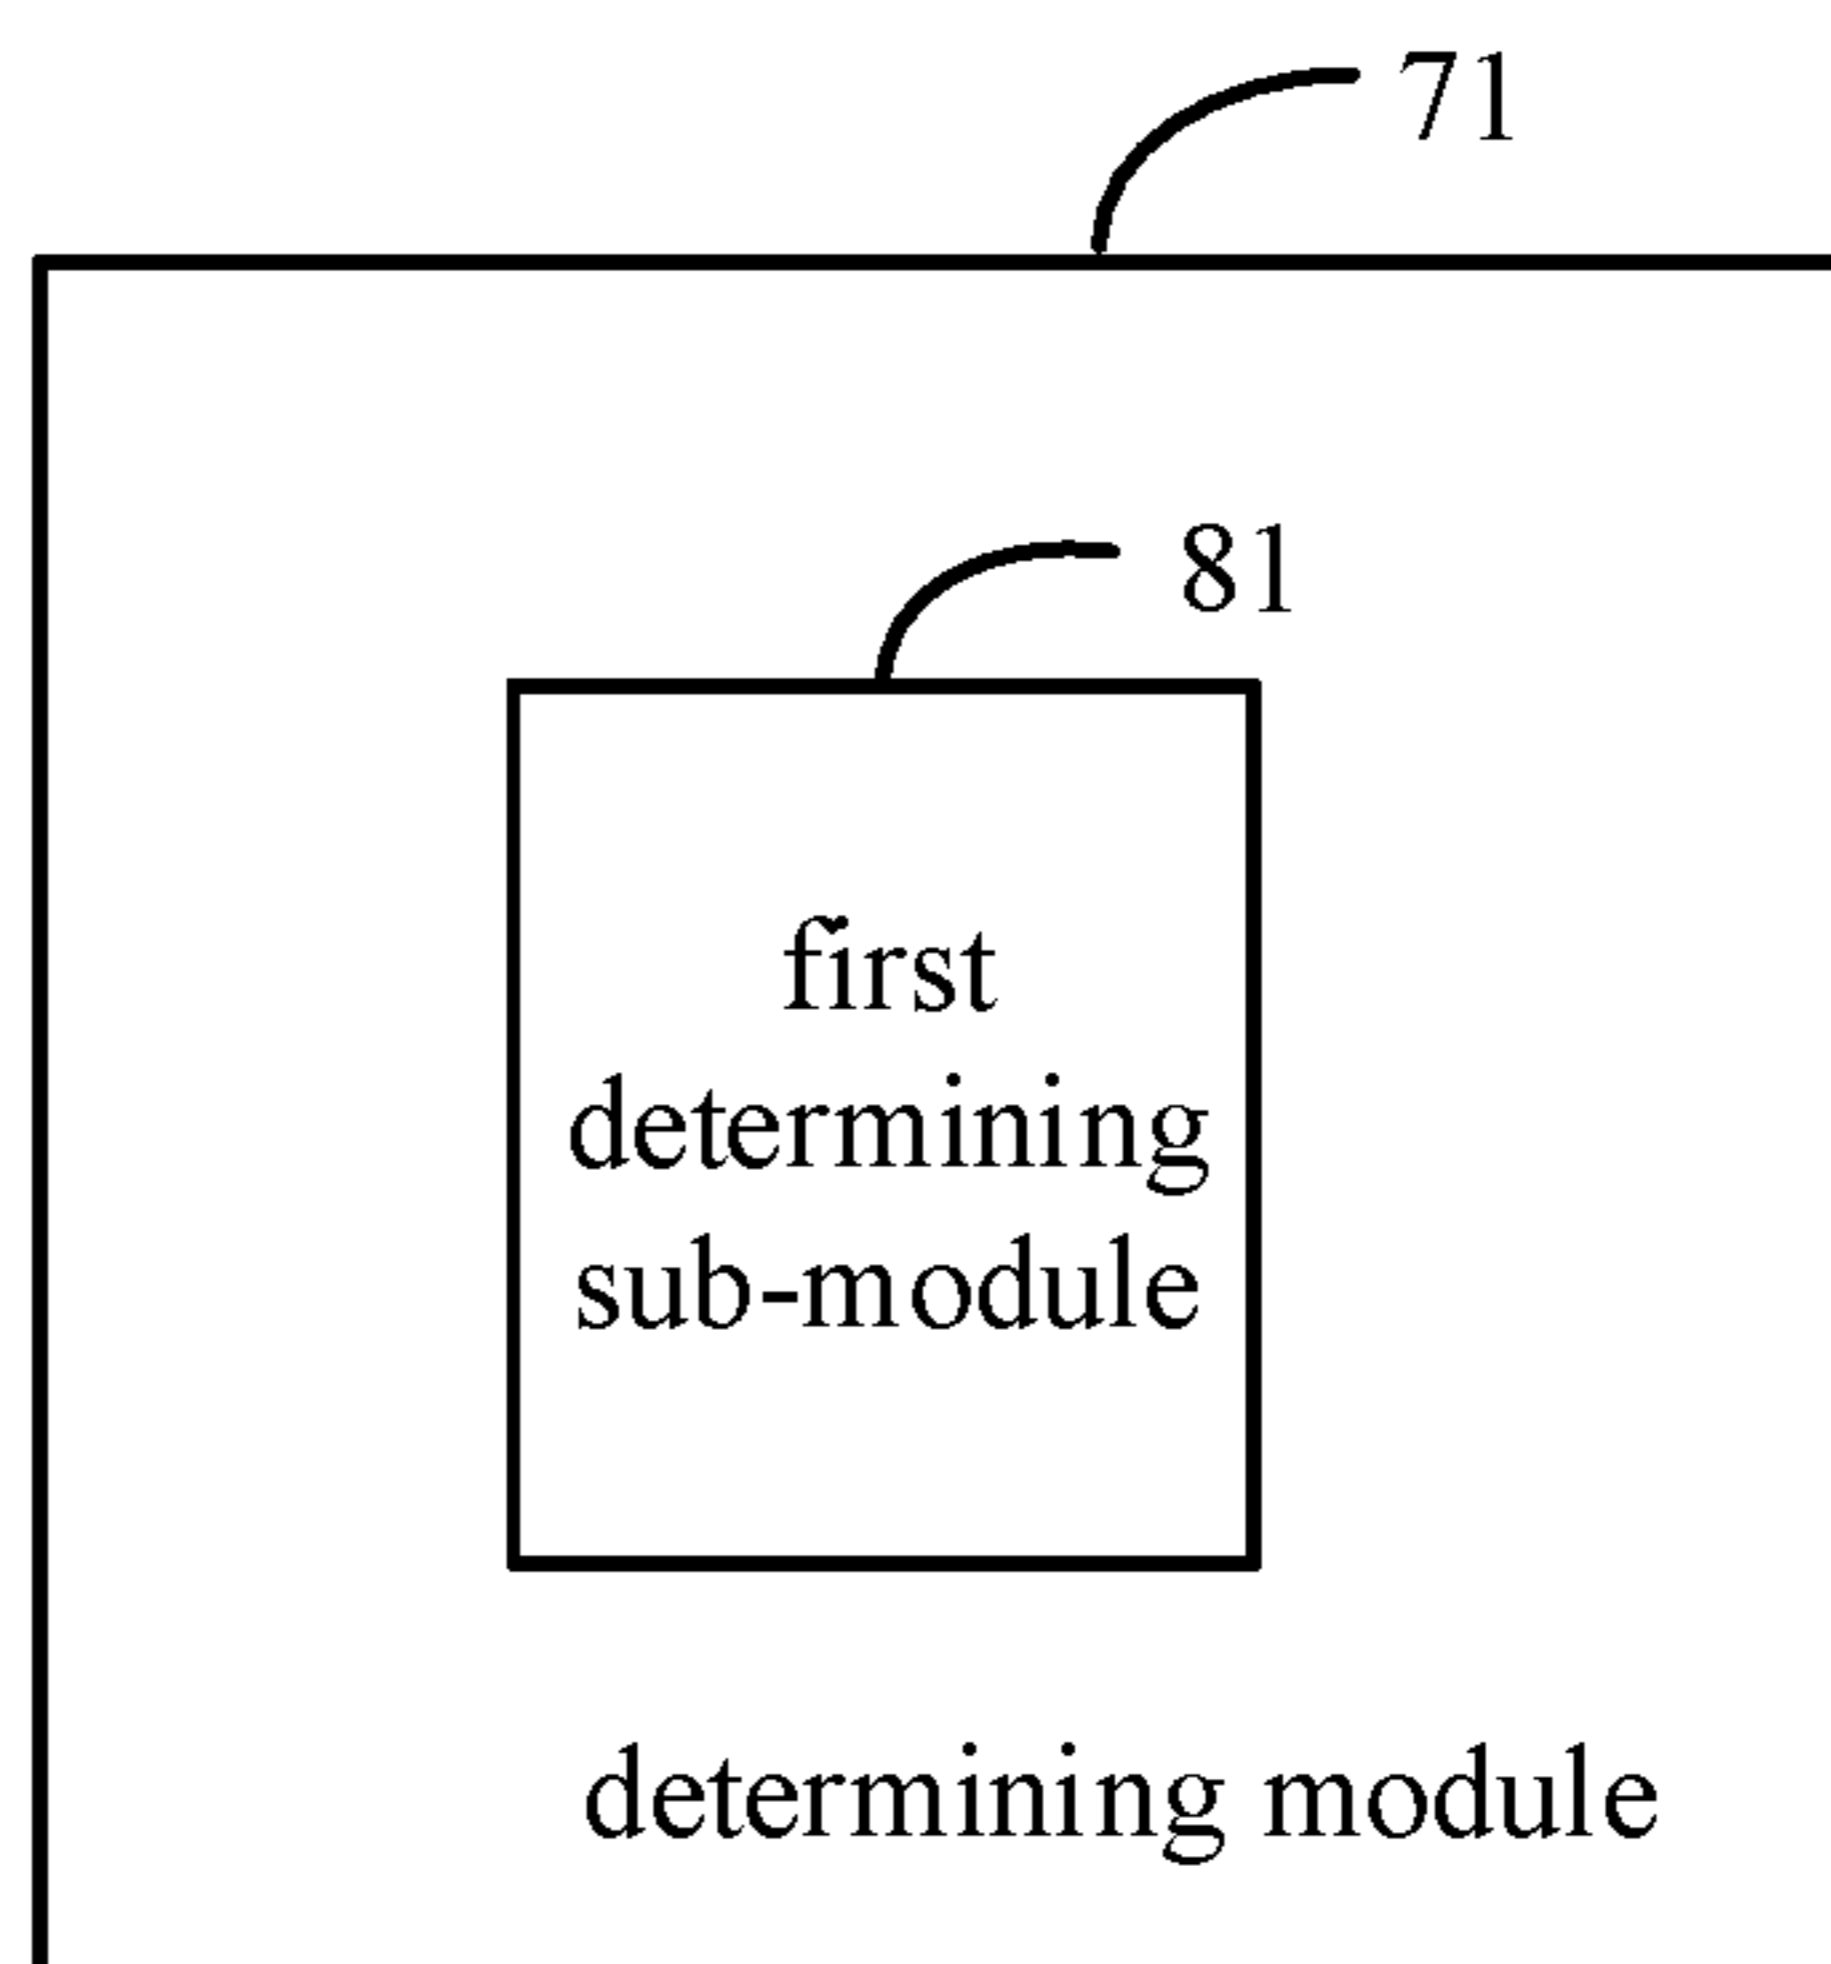 71
81
first
determining
sub-module
determining module